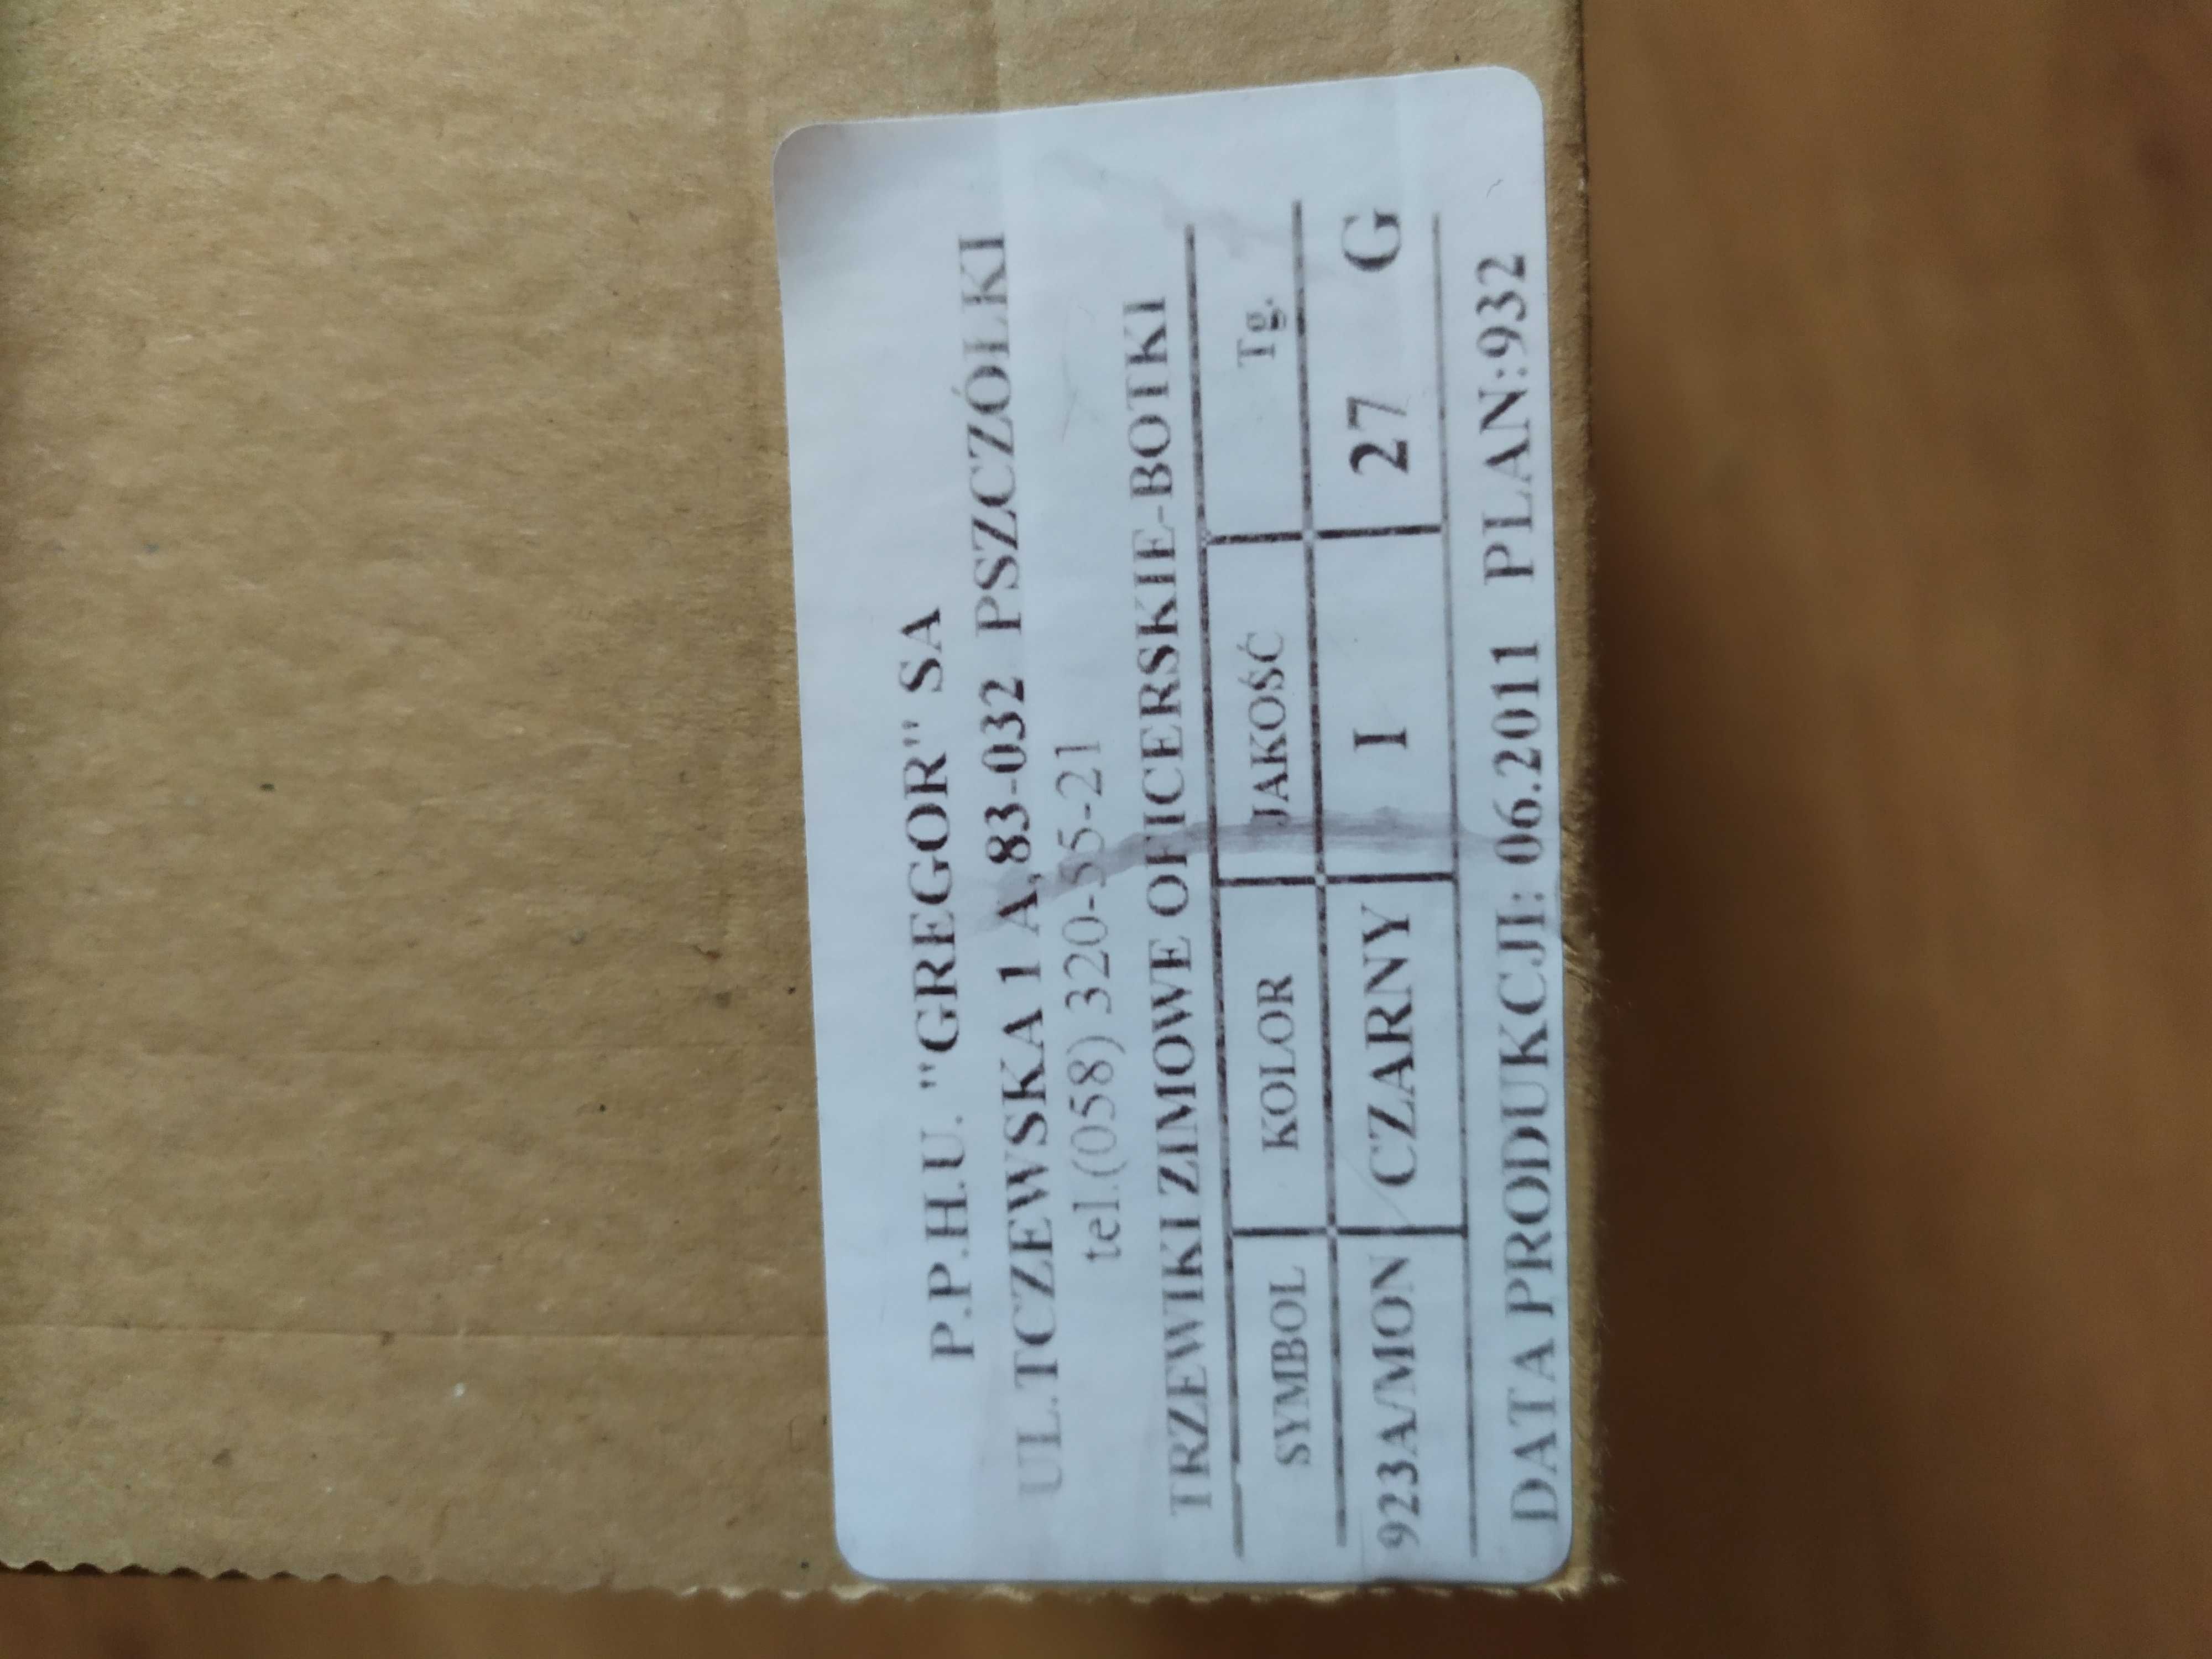 P.P.H.U. "GREGOR" SA
UL.TCZEWSKA 1 A,83-032 PSZCZÓŁKI
tel.(058) 320-55-21
TRZEWIKI ZIMOWE OFICERSKIE-BOTKI
SYMBOL KOLOR JAKOŚĆ Tg.
923A/MON CZARNY I 27 G
DATA PRODUKCJI: 06.2011 PLAN:932